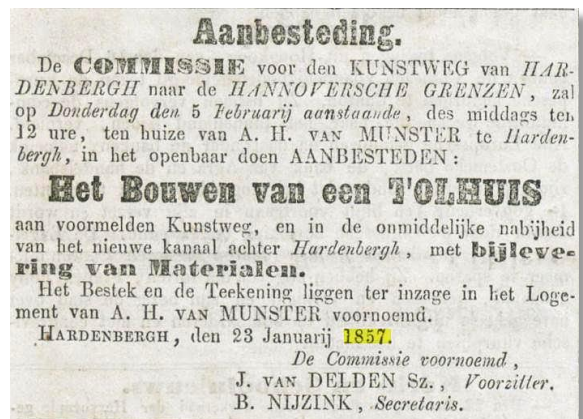 Aanbesteding.
De COMMISSIE voor den KUNSTWEG van HAR-
DENBERGH naar de HANNOVERSCHE GRENZEN, zal
op Donderdag den 5 Februarij aanstaande, des middags ten
12 ure, ten huize van A. H. VAN MUNSTER te Harden-
bergh, in het openbaar doen AANBESTEDEN:
Het Bouwen van een TOLHUIS
aan voormelden Kunstweg, en in de onmiddelijke nabijheid
van het nieuwe kanaal achter Hardenbergh, met bijleve-
ring van Materialen.
Het Bestek en de Teekening liggen ter inzage in het Loge-
ment van A. H. VAN MUNSTER voornoemd.
HARDENBERGH, den 23 Januarij 1857.
De Commissie voornoemd,
J. VAN DELDEN Sz., Voorzitter.
B. NIJZINK, Secretaris.